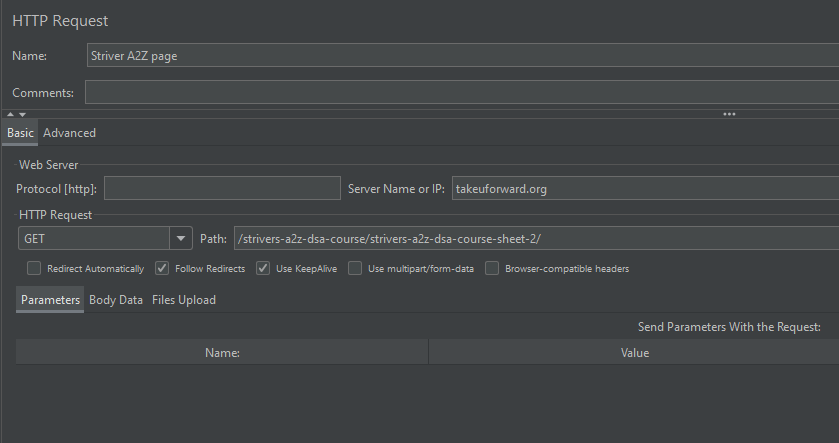 HTTP Request
Name: Striver A2Z page
Comments:
Basic Advanced
Web Server
Protocol [http]: Server Name or IP: takeuforward.org
HTTP Request
GET Path: /strivers-a2z-dsa-course/strivers-a2z-dsa-course-sheet-2/
Redirect Automatically Follow Redirects Use KeepAlive Use multipart/form-data Browser-compatible headers
Parameters Body Data Files Upload
Send Parameters With the Request:
Name: Value